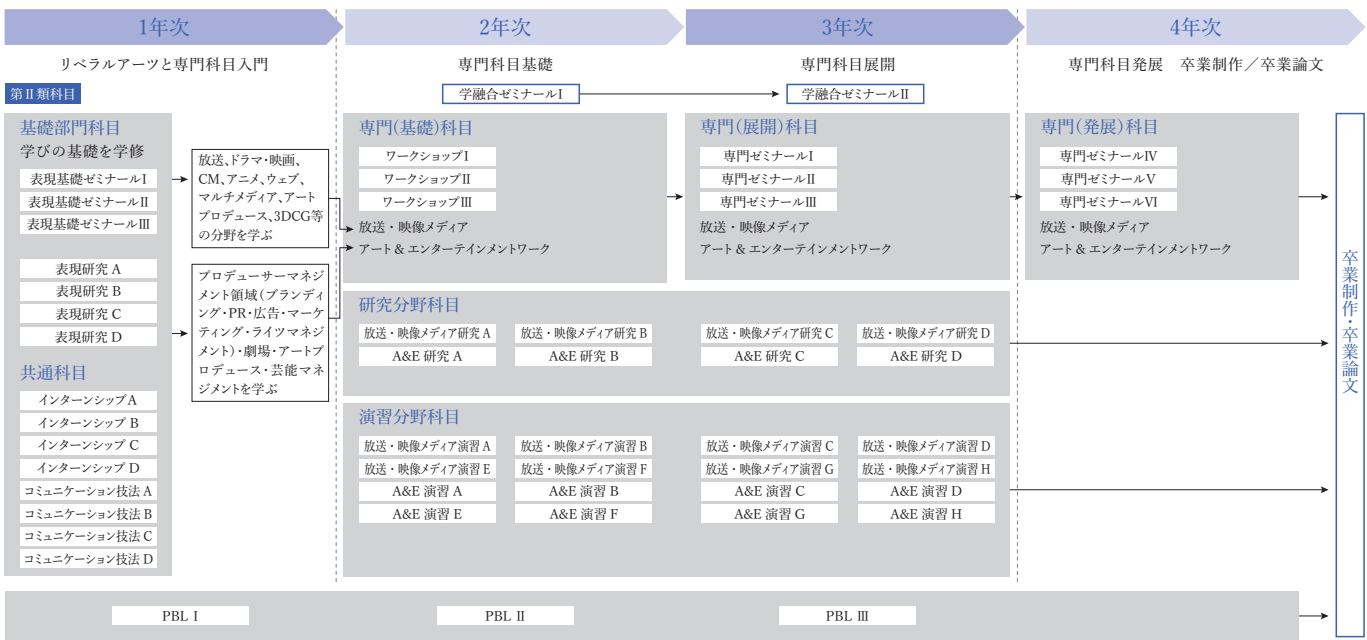 1年次
2年次
3年次
4年次
リベラルアーツと専門科目入門
専門科目基礎
専門科目展開
専門科目発展　卒業制作／卒業論文
第Ⅱ類科目
学融合ゼミナールⅠ
学融合ゼミナールⅡ
基礎部門科目
学びの基礎を学修
表現基礎ゼミナールⅠ
表現基礎ゼミナールⅡ
表現基礎ゼミナールⅢ
表現研究 A
表現研究 B
表現研究 C
表現研究 D
共通科目
インターンシップ A
インターンシップ B
インターンシップ C
インターンシップ D
コミュニケーション技法 A
コミュニケーション技法 B
コミュニケーション技法 C
コミュニケーション技法 D
放送、ドラマ・映画、
CM、アニメ、ウェブ、
マルチメディア、アート
プロデュース、3DCG等
の分野を学ぶ
プロデューサーマネジ
メント領域（ブランディ
ング・PR・広告・マーケ
ティング・ライツマネジ
メント）・劇場・アートプ
ロデュース・芸能マネ
ジメントを学ぶ
専門(基礎)科目
ワークショップⅠ
ワークショップⅡ
ワークショップⅢ
放送・映像メディア
アート＆エンターテインメントワーク
専門(展開)科目
専門ゼミナールⅠ
専門ゼミナールⅡ
専門ゼミナールⅢ
放送・映像メディア
アート＆エンターテインメントワーク
専門(発展)科目
専門ゼミナールⅣ
専門ゼミナールⅤ
専門ゼミナールⅥ
放送・映像メディア
アート＆エンターテインメントワーク
研究分野科目
放送・映像メディア研究 A
放送・映像メディア研究 B
放送・映像メディア研究 C
放送・映像メディア研究 D
A&E 研究 A
A&E 研究 B
A&E 研究 C
A&E 研究 D
演習分野科目
放送・映像メディア演習 A
放送・映像メディア演習 B
放送・映像メディア演習 C
放送・映像メディア演習 D
放送・映像メディア演習 E
放送・映像メディア演習 F
放送・映像メディア演習 G
放送・映像メディア演習 H
A&E 演習 A
A&E 演習 B
A&E 演習 C
A&E 演習 D
A&E 演習 E
A&E 演習 F
A&E 演習 G
A&E 演習 H
PBL Ⅰ
PBL Ⅱ
PBL Ⅲ
卒業制作・卒業論文